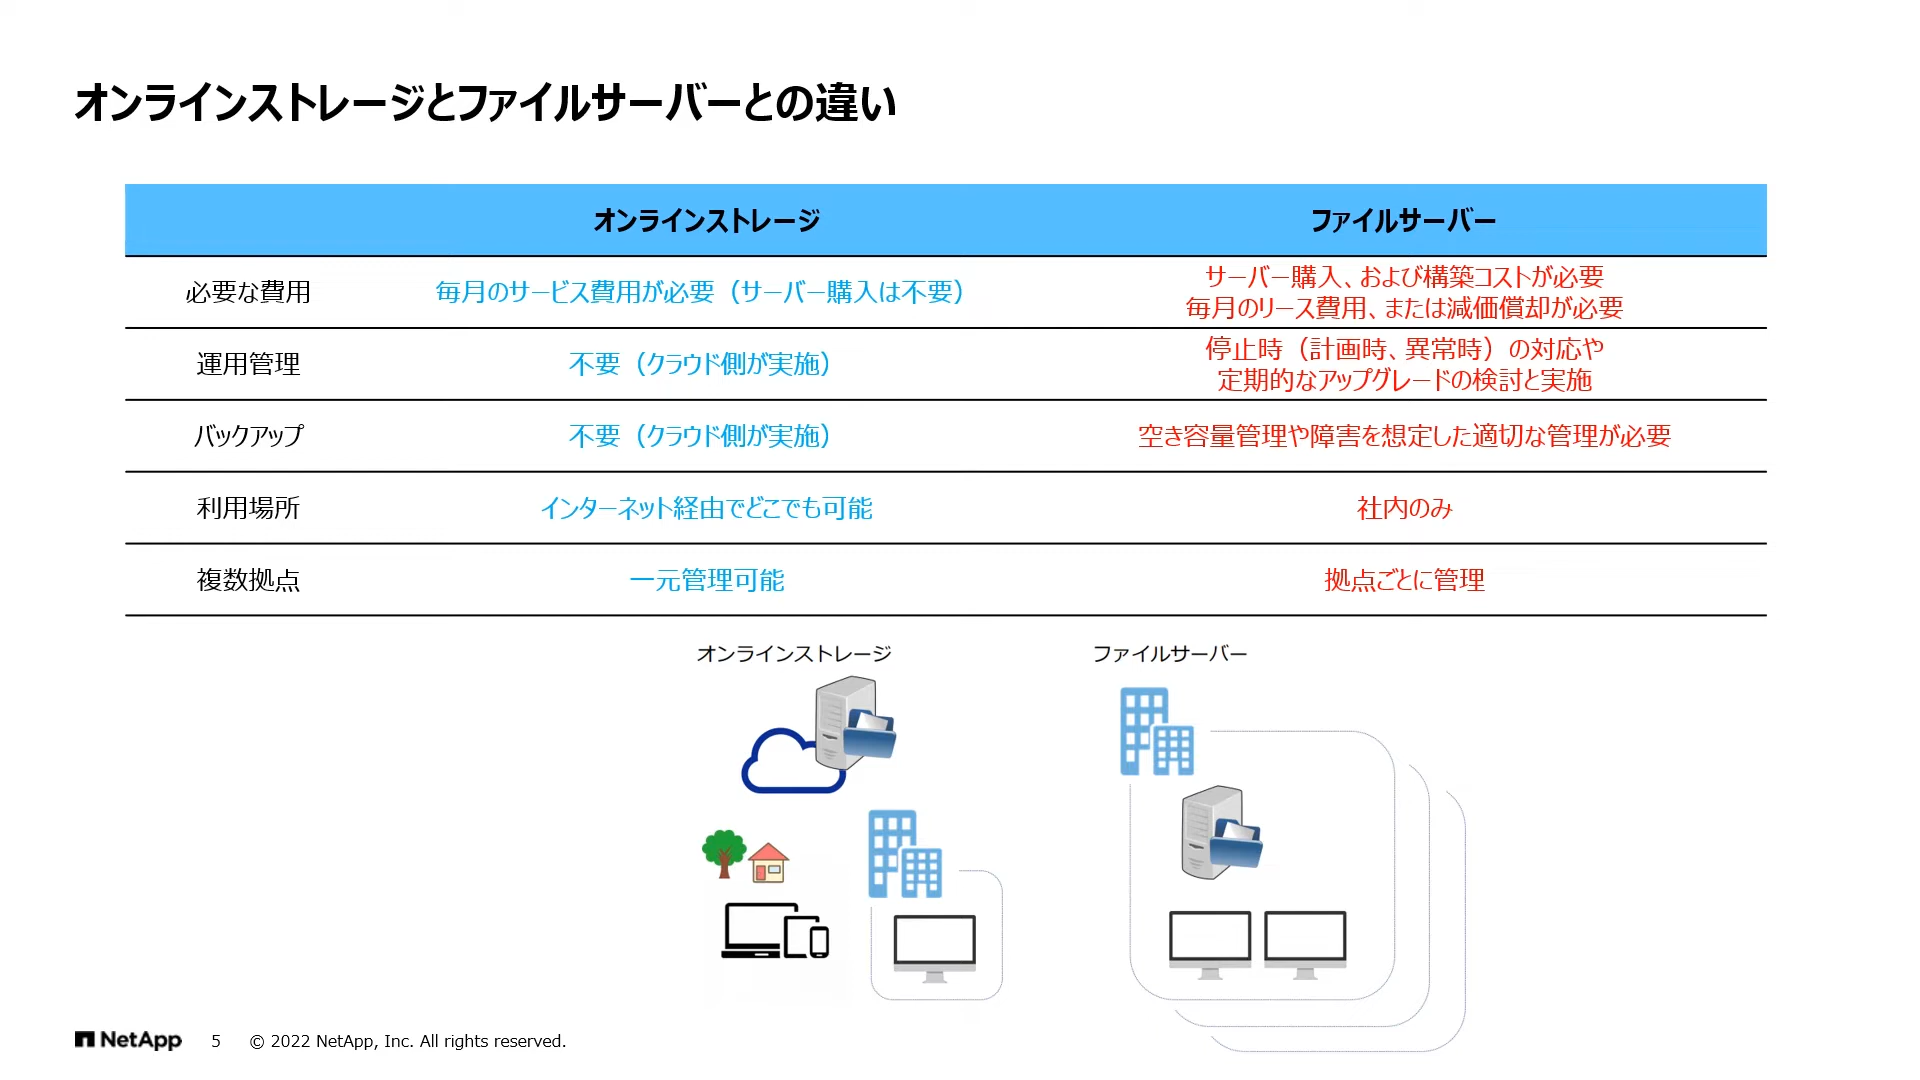 オンラインストレージとファイルサーバーとの違い
オンラインストレージ
ファイルサーバー
必要な費用
毎月のサービス費用が必要（サーバー購入は不要）
サーバー購入、および構築コストが必要
毎月のリース費用、または減価償却が必要
運用管理
不要（クラウド側が実施）
停止時（計画時、異常時）の対応や
定期的なアップグレードの検討と実施
バックアップ
不要（クラウド側が実施）
空き容量管理や障害を想定した適切な管理が必要
利用場所
インターネット経由でどこでも可能
社内のみ
複数拠点
一元管理可能
拠点ごとに管理
オンラインストレージ
ファイルサーバー
NetApp
5
© 2022 NetApp, Inc. All rights reserved.